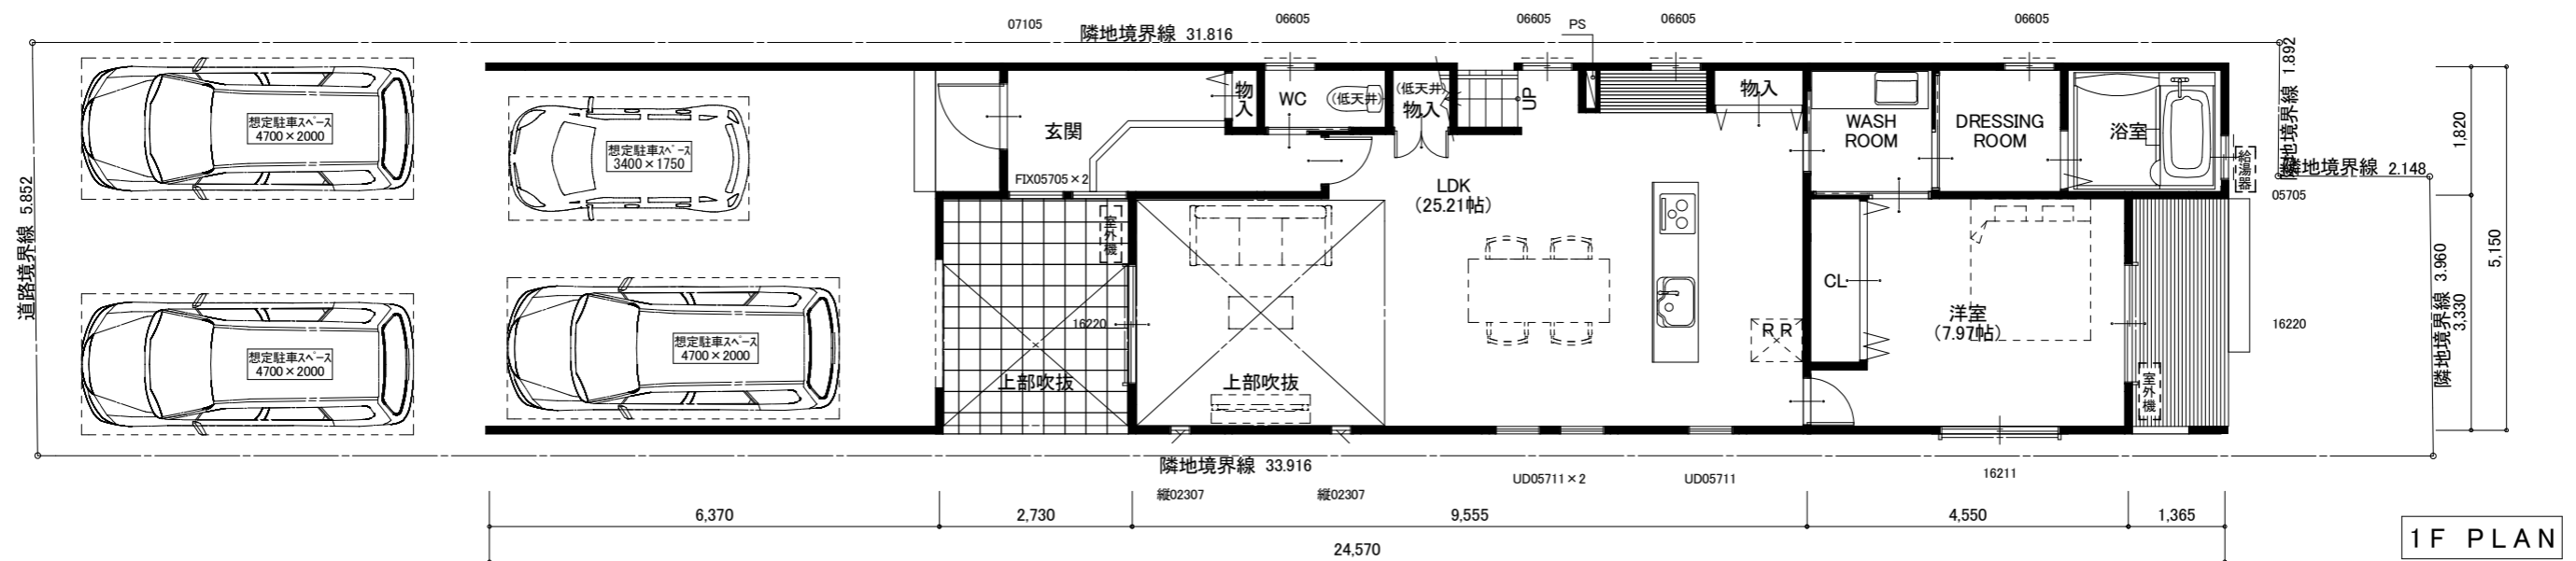 07105
06605
06605
PS
06605
06605
隣地境界線 31.816
隣地境界線 1.892
道路境界線 5.852
想定駐車スペース
4700×2000
想定駐車スペース
3400×1750
想定駐車スペース
4700×2000
想定駐車スペース
4700×2000
玄関
物入
WC
(低天井)
(低天井)
物入
UP
物入
WASH
ROOM
DRESSING
ROOM
浴室
給湯器
隣地境界線 2.148
05705
1,820
5,150
3,330
隣地境界線 3.960
FIX05705×2
室外機
16220
上部吹抜
上部吹抜
LDK
(25.21帖)
R R
CL
洋室
(7.97帖)
室外機
16220
隣地境界線 33.916
縦02307
縦02307
UD05711×2
UD05711
16211
6,370
2,730
9,555
4,550
1,365
24,570
1F PLAN